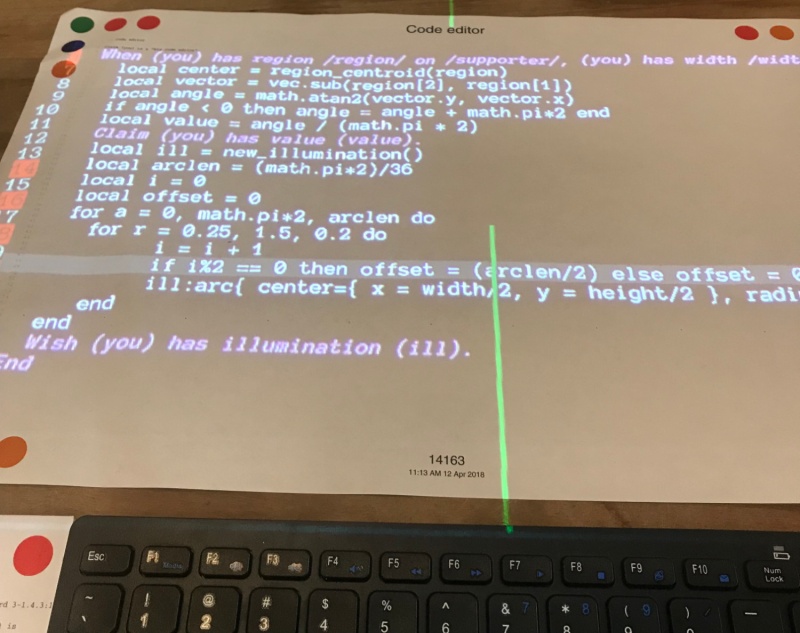 Code editor
When (you) has region /region/ on /supporter/, (you) has width /widt
7 local center = region_centroid(region)
8 local vector = vec.sub(region[2], region[1])
9 local angle = math.atan2(vector.y, vector.x)
10 if angle < 0 then angle = angle + math.pi*2 end
11 local value = angle / (math.pi * 2)
12 Claim (you) has value (value).
13 local ill = new_illumination()
14 local arclen = (math.pi*2)/36
15 local i = 0
16 local offset = 0
7 for a = 0, math.pi*2, arclen do
for r = 0.25, 1.5, 0.2 do
i = i + 1
if i%2 == 0 then offset = (arclen/2) else offset = 0
ill:arc{ center={ x = width/2, y = height/2 }, radi
end
end
Wish (you) has illumination (ill).
End
14163
11:13 AM 12 Apr 2018
Esc F1 F2 F3 F4 F5 F6 F7 F8 F9 F10 Num Lock
~ ! @ # $ % ^ & 7 * 8 ( 9 ) —
` 1 2 3 4 5 6 7 8 9